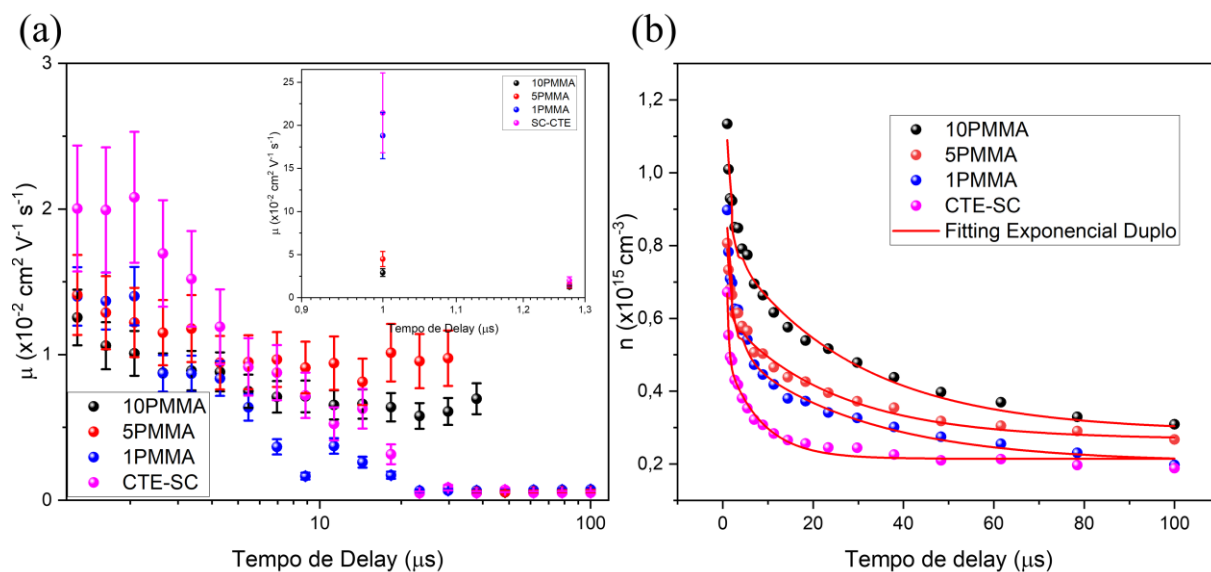 (a)
3
2
1
0
μ (x10⁻² cm² V⁻¹ s⁻¹)
10
100
Tempo de Delay (μs)
10PMMA
5PMMA
1PMMA
CTE-SC
25
20
15
10
5
0
μ (x10⁻² cm² V⁻¹ s⁻¹)
0,9
1,0
1,1
1,2
1,3
Tempo de Delay (μs)
10PMMA
5PMMA
1PMMA
SC-CTE
(b)
1,2
1,0
0,8
0,6
0,4
0,2
n (x10¹⁵ cm⁻³)
0
20
40
60
80
100
Tempo de delay (μs)
10PMMA
5PMMA
1PMMA
CTE-SC
Fitting Exponencial Duplo